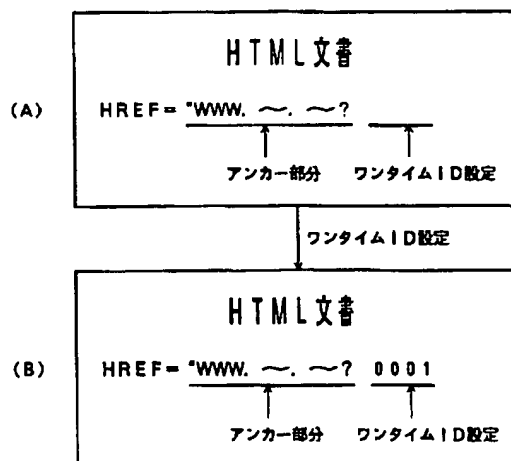 HTML文書
(A) HREF="WWW. ～. ～?
アンカー部分 ワンタイムID設定
ワンタイムID設定
HTML文書
(B) HREF="WWW. ～. ～? 0001
アンカー部分 ワンタイムID設定